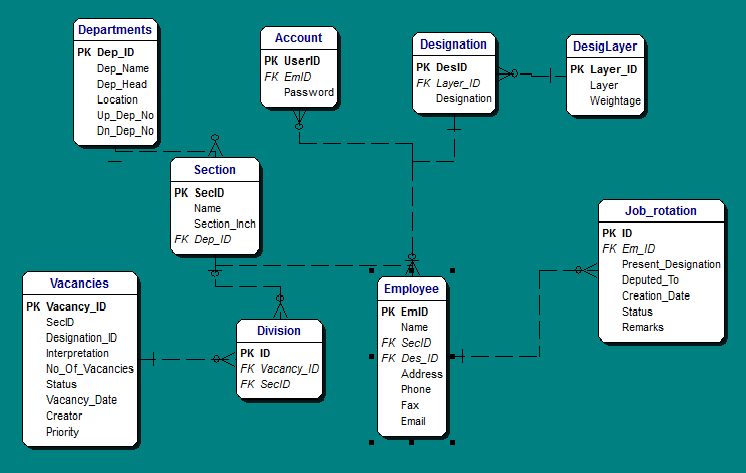 Departments
PK Dep_ID
Dep_Name
Dep_Head
Location
Up_Dep_No
Dn_Dep_No
Account
PK UserID
FK EmID
Password
Designation
PK DesID
FK Layer_ID
Designation
DesigLayer
PK Layer_ID
Layer
Weightage
Section
PK SecID
Name
Section_Inch
FK Dep_ID
Job_rotation
PK ID
FK Em_ID
Present_Designation
Deputed_To
Creation_Date
Status
Remarks
Vacancies
PK Vacancy_ID
SecID
Designation_ID
Interpretation
No_Of_Vacancies
Status
Vacancy_Date
Creator
Priority
Division
PK ID
FK Vacancy_ID
FK SecID
Employee
PK EmID
Name
FK SecID
FK Des_ID
Address
Phone
Fax
Email